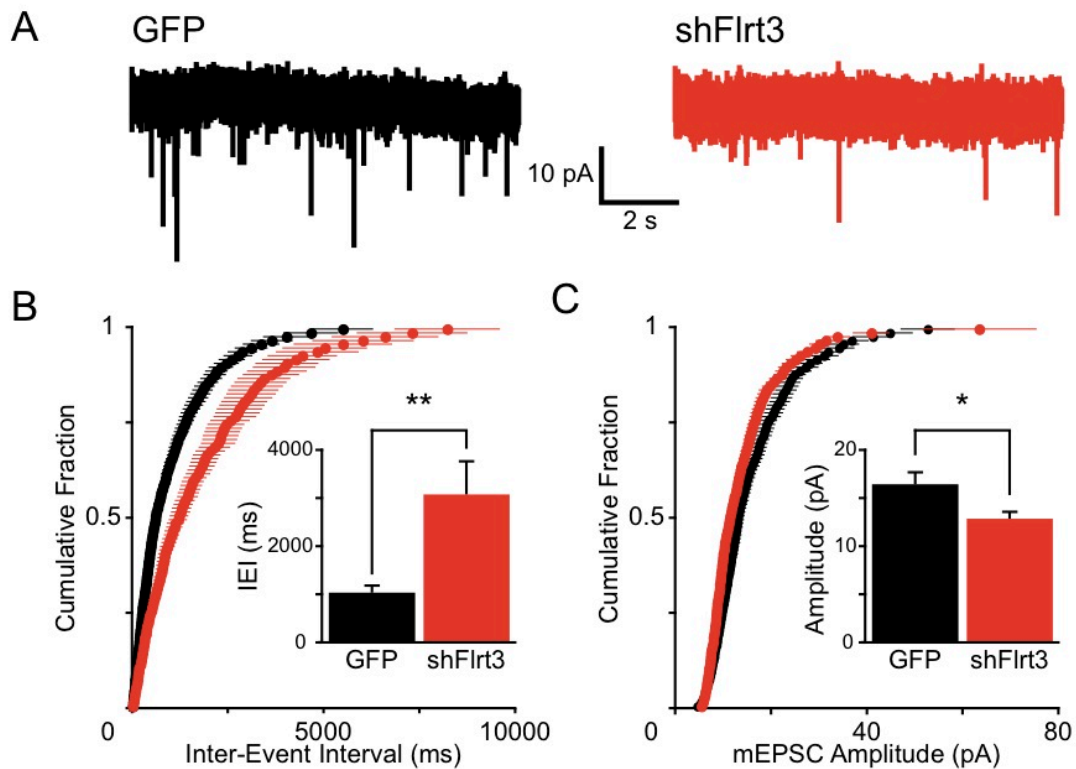 A
GFP
shFlrt3
10 pA
2 s
B
Cumulative Fraction
1
0.5
0
5000
10000
Inter-Event Interval (ms)
**
IEI (ms)
4000
2000
0
GFP
shFlrt3
C
Cumulative Fraction
1
0.5
0
40
80
mEPSC Amplitude (pA)
*
Amplitude (pA)
20
10
0
GFP
shFlrt3